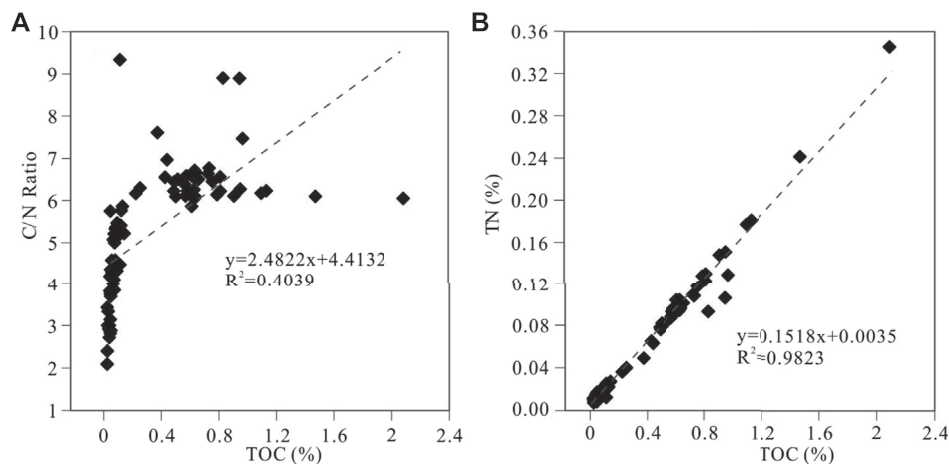 A
10
9
8
7
6
5
4
3
2
1
C/N Ratio
0 0.4 0.8 1.2 1.6 2 2.4
TOC (%)
y=2.4822x+4.4132
R²=0.4039
B
0.36
0.32
0.28
0.24
0.20
0.16
0.12
0.08
0.04
0.00
TN (%)
0 0.4 0.8 1.2 1.6 2 2.4
TOC (%)
y=0.1518x+0.0035
R²=0.9823